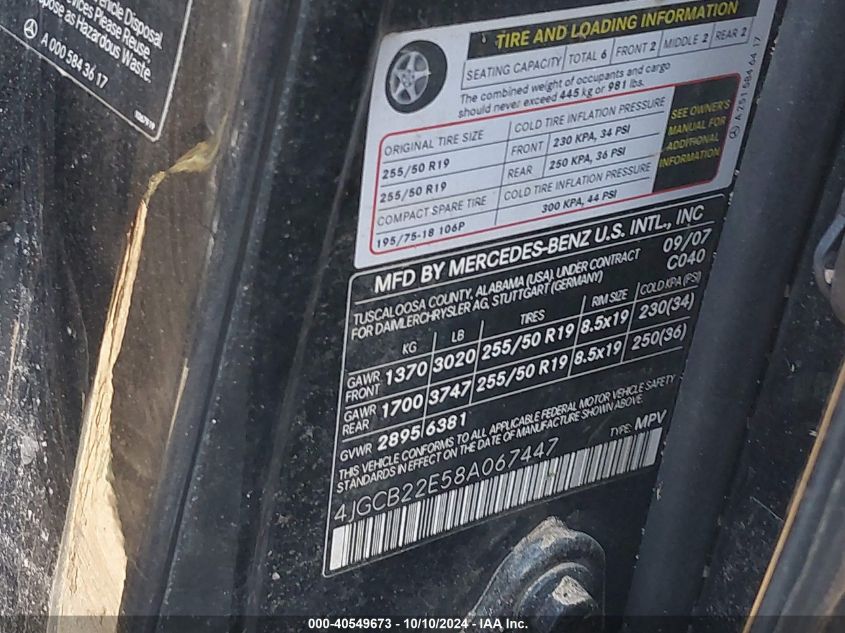 Vehicle Disposal
vices Please Reuse,
pose as Hazardous Waste.
A 000 584 36 17
TIRE AND LOADING INFORMATION
SEATING CAPACITY TOTAL 6 FRONT 2 MIDDLE 2 REAR 2
The combined weight of occupants and cargo
should never exceed 445 kg or 981 lbs.
ORIGINAL TIRE SIZE COLD TIRE INFLATION PRESSURE
255/50 R19 FRONT 230 KPA, 34 PSI
255/50 R19 REAR 250 KPA, 36 PSI
COMPACT SPARE TIRE COLD TIRE INFLATION PRESSURE
195/75-18 106P 300 KPA, 44 PSI
SEE OWNER'S
MANUAL FOR
ADDITIONAL
INFORMATION
A 251 584 64 17
MFD BY MERCEDES-BENZ U.S. INTL., INC
TUSCALOOSA COUNTY, ALABAMA (USA), UNDER CONTRACT 09/07
FOR DAIMLERCHRYSLER AG, STUTTGART (GERMANY) C040
KG LB TIRES RIM SIZE COLD KPA (PSI)
GAWR FRONT 1370 3020 255/50 R19 8.5x19 230(34)
GAWR REAR 1700 3747 255/50 R19 8.5x19 250(36)
GVWR 2895 6381
THIS VEHICLE CONFORMS TO ALL APPLICABLE FEDERAL MOTOR VEHICLE SAFETY
STANDARDS IN EFFECT ON THE DATE OF MANUFACTURE SHOWN ABOVE.
4JGCB22E58A067447 TYPE: MPV
000-40549673 - 10/10/2024 - IAA Inc.